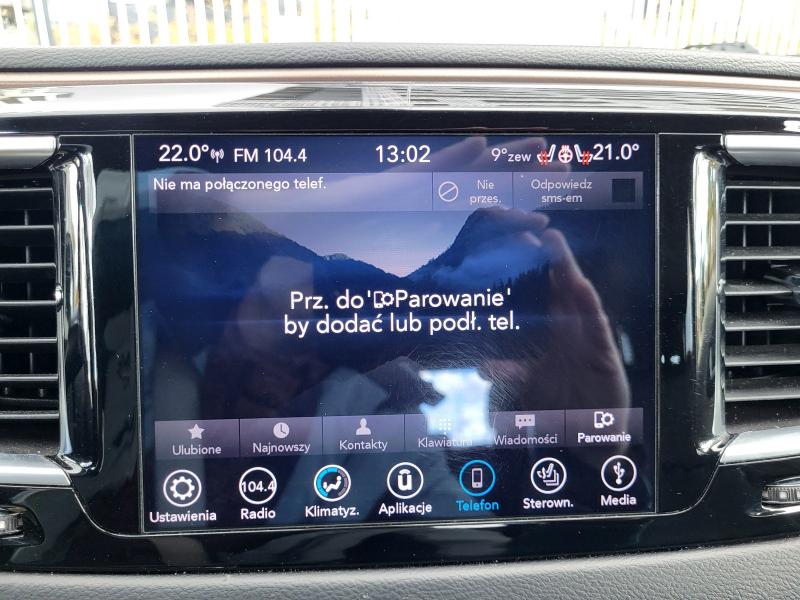 22.0° FM 104.4 13:02 9°zew 21.0°
Nie ma połączonego telef.
Nie przes.
Odpowiedz sms-em
Prz. do'Parowanie'
by dodać lub podł. tel.
Ulubione Najnowszy Kontakty Klawiatura Wiadomości Parowanie
104.4
Ustawienia Radio Klimatyz. Aplikacje Telefon Sterown. Media